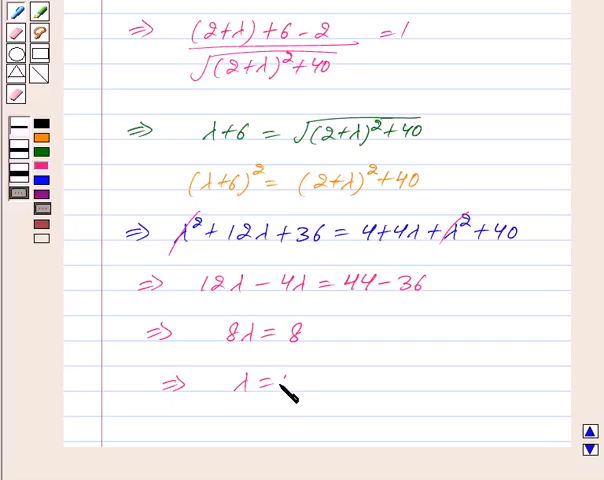 ⇒ (2+λ)+6-2 / √(2+λ)²+40 = 1
⇒ λ+6 = √(2+λ)²+40
(λ+6)² = (2+λ)²+40
⇒ λ²+12λ+36 = 4+4λ+λ²+40
⇒ 12λ-4λ = 44-36
⇒ 8λ = 8
⇒ λ =